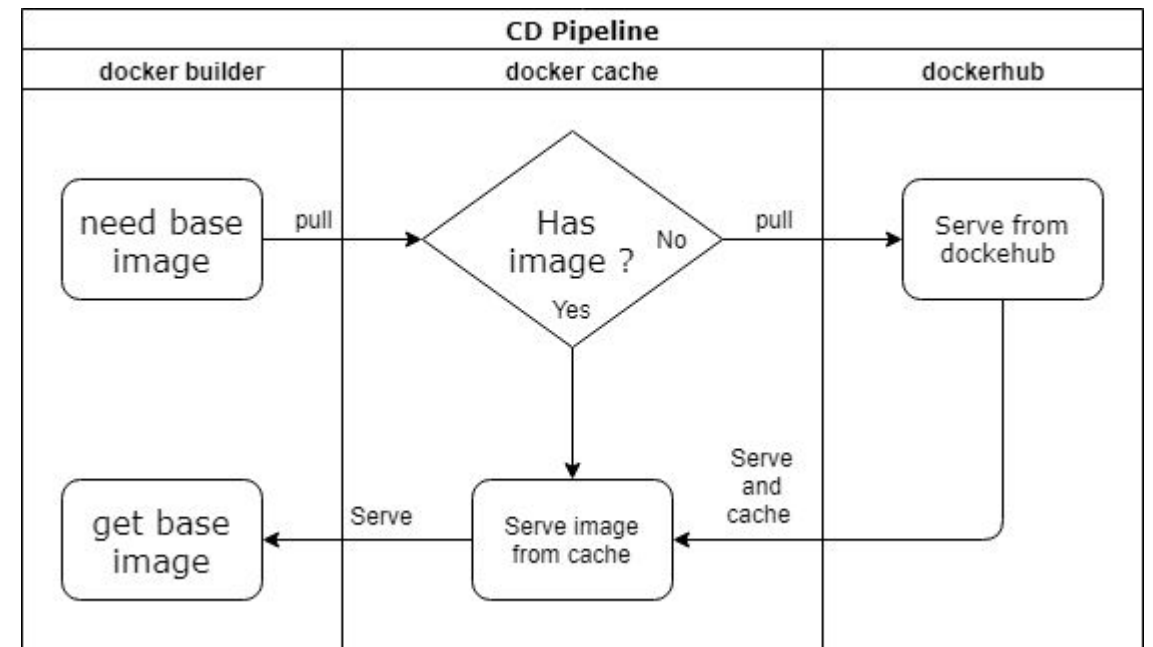 CD Pipeline
docker builder
docker cache
dockerhub
need base
image
pull
Has
image ?
No
Yes
pull
Serve from
dockehub
Serve
and
cache
Serve image
from cache
Serve
get base
image